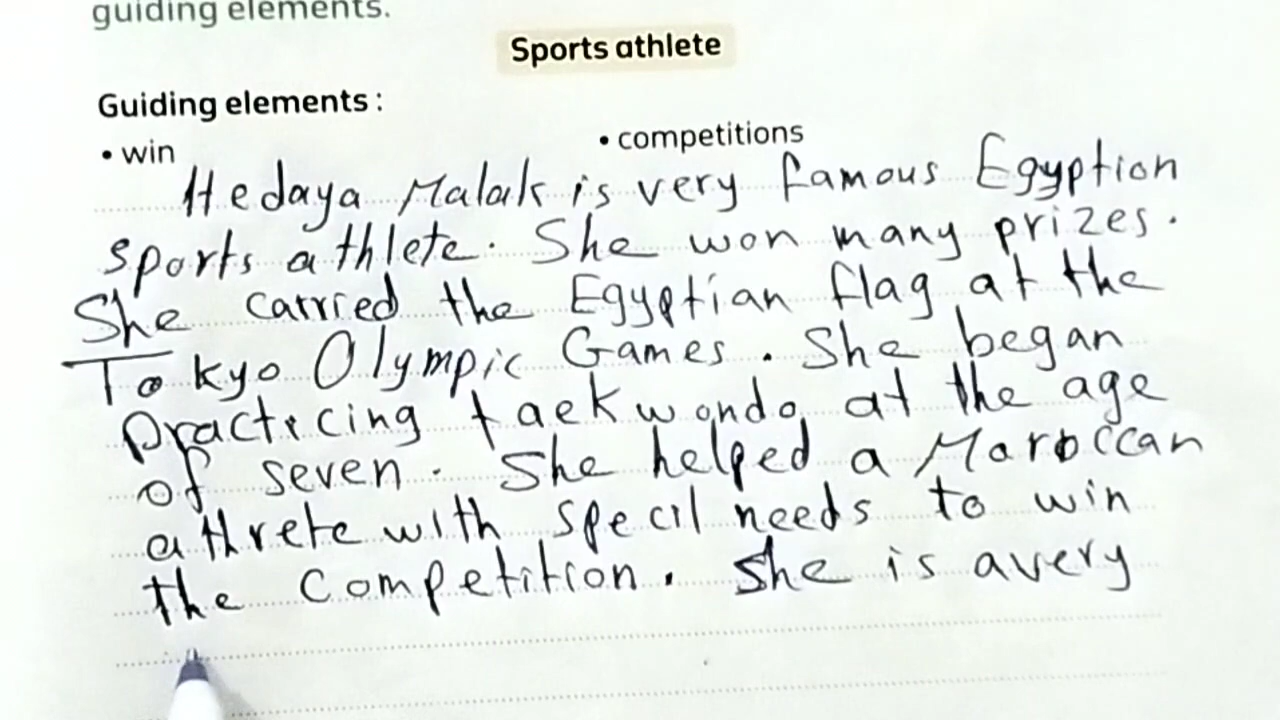 guiding elements.
Sports athlete
Guiding elements :
• win • competitions
Hedaya Malak is very famous Egyption
sports athlete. She won many prizes.
She carried the Egyptian flag at the
Tokyo Olympic Games. She began
practicing taekwondo at the age
of seven. She helped a Moroccan
athrete with specil needs to win
the competition. She is avery